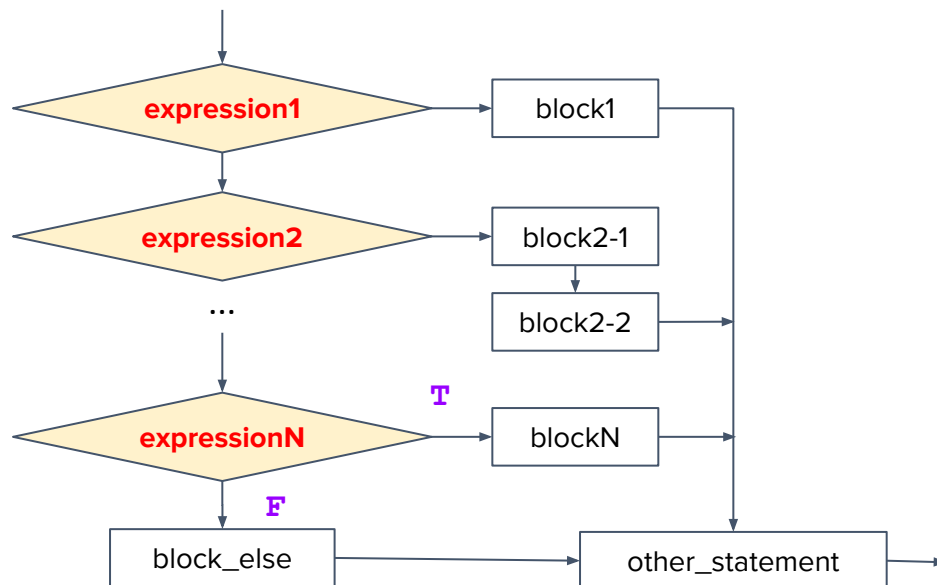 expression1
block1
expression2
block2-1
...
block2-2
T
expressionN
blockN
F
block_else
other_statement